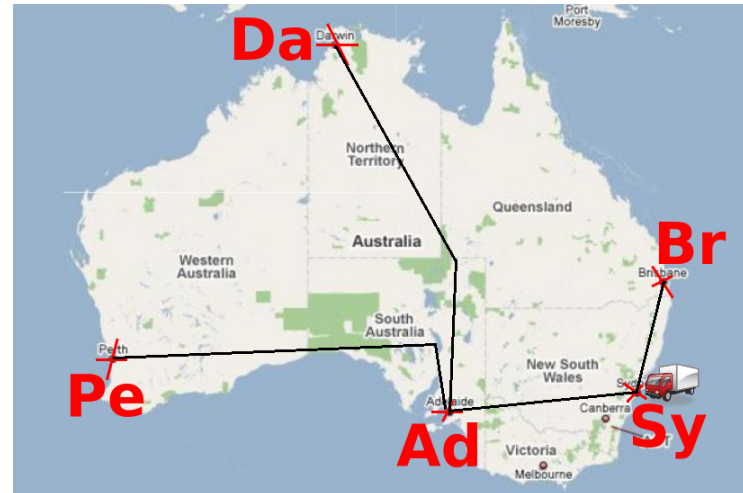 Port
Moresby
Darwin
Da
Northern
Territory
Queensland
Australia
Western
Australia
Br
Brisbane
South
Australia
Perth
Pe
New South
Wales
Adelaide
Ad
Canberra
Sy
Victoria
Melbourne